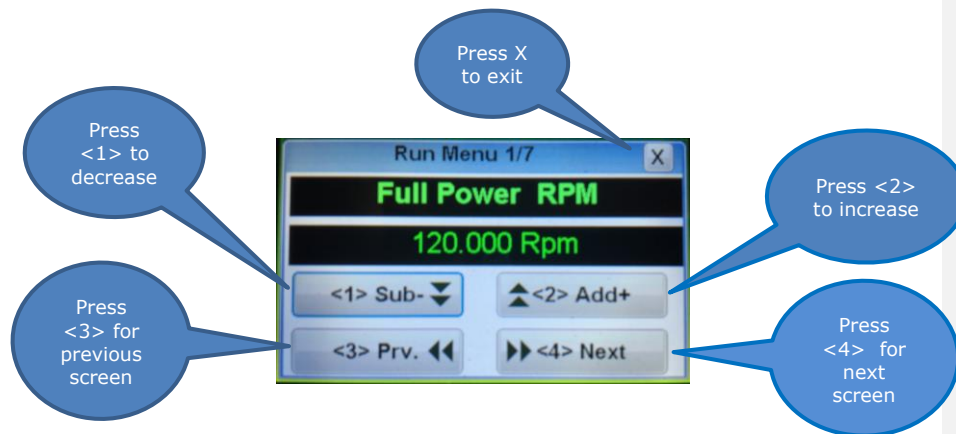 Press X
to exit
Press
<1> to
decrease
Run Menu 1/7
X
Full Power RPM
Press <2>
to increase
120.000 Rpm
<1> Sub-
<2> Add+
Press
<3> for
previous
screen
<3> Prv.
<4> Next
Press
<4> for
next
screen